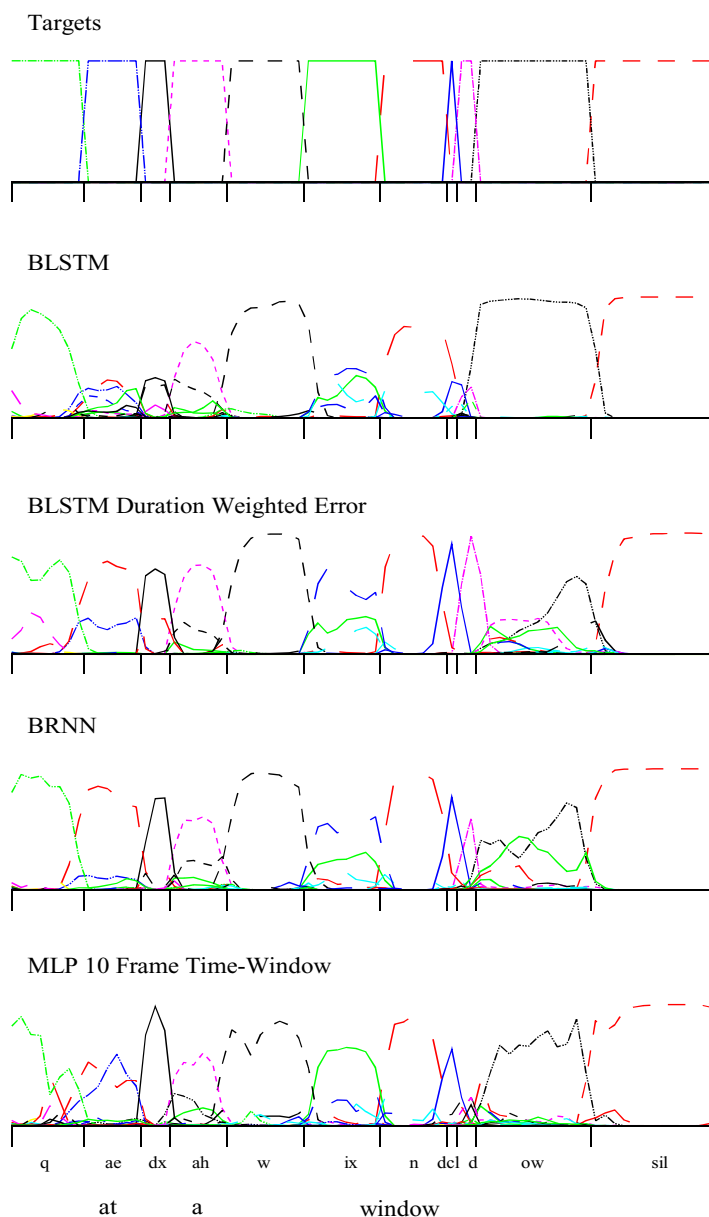 Targets
BLSTM
BLSTM Duration Weighted Error
BRNN
MLP 10 Frame Time-Window
q ae dx ah w ix n dcl d ow sil
at a window